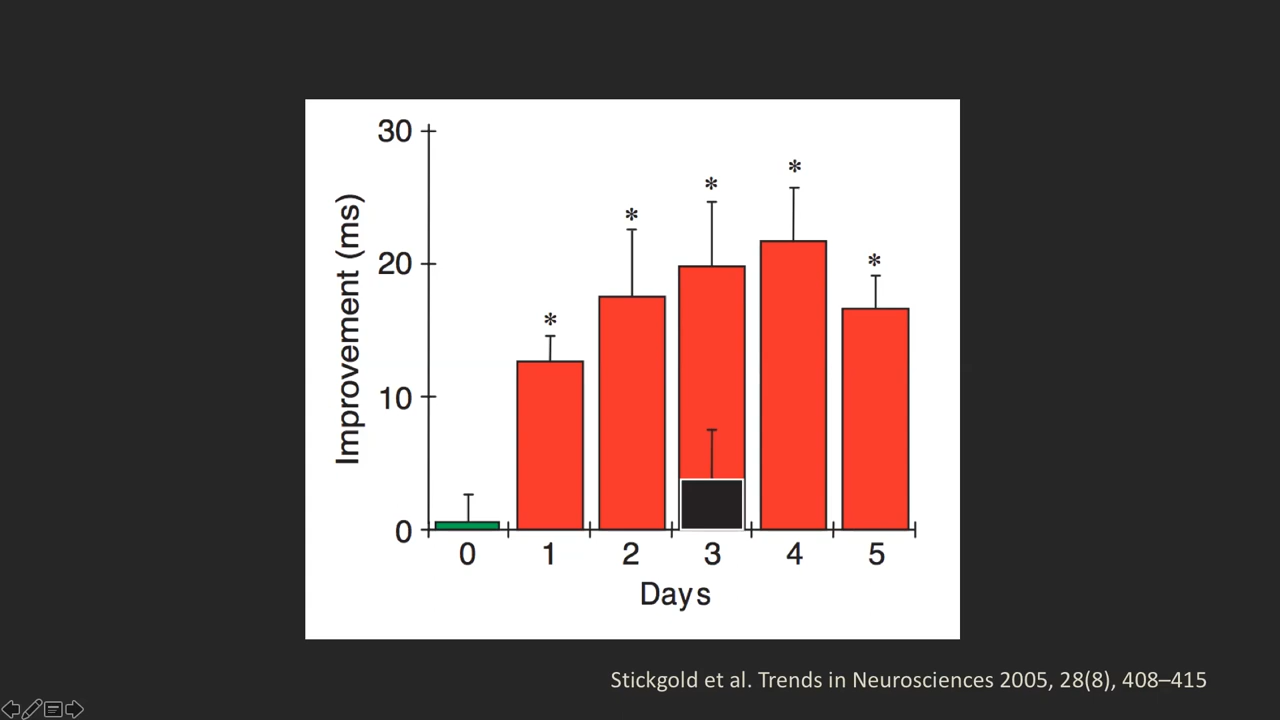 30
20
10
0
Improvement (ms)
*
*
*
*
*
0 1 2 3 4 5
Days
Stickgold et al. Trends in Neurosciences 2005, 28(8), 408–415